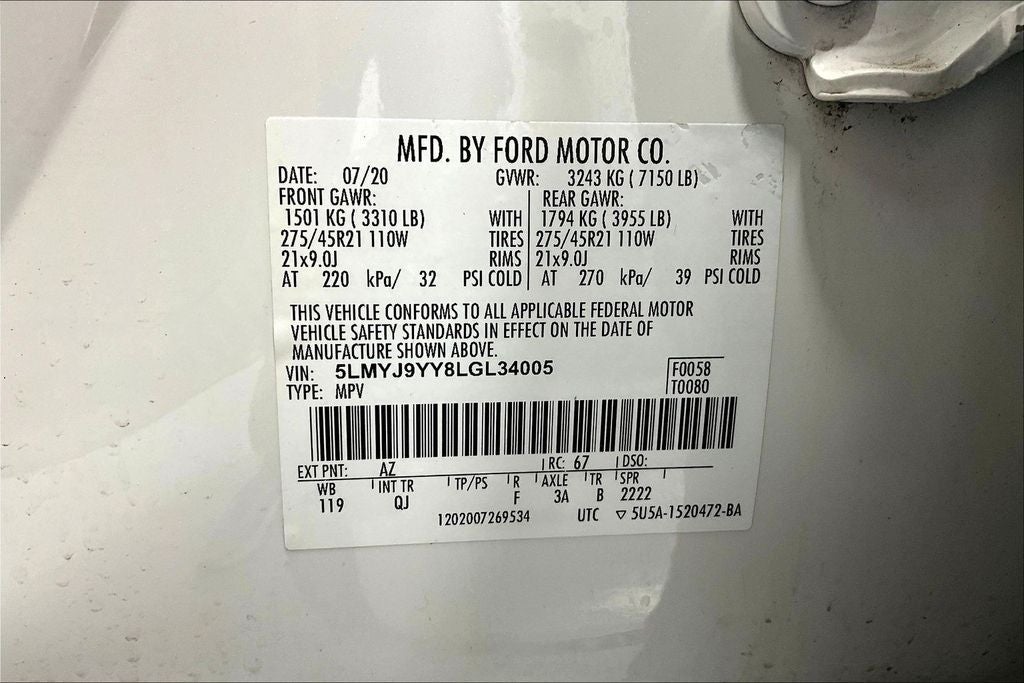 MFD. BY FORD MOTOR CO.
DATE: 07/20 GVWR: 3243 KG ( 7150 LB)
FRONT GAWR: REAR GAWR:
1501 KG ( 3310 LB) WITH 1794 KG ( 3955 LB) WITH
275/45R21 110W TIRES 275/45R21 110W TIRES
21x9.0J RIMS 21x9.0J RIMS
AT 220 kPa/ 32 PSI COLD AT 270 kPa/ 39 PSI COLD
THIS VEHICLE CONFORMS TO ALL APPLICABLE FEDERAL MOTOR
VEHICLE SAFETY STANDARDS IN EFFECT ON THE DATE OF
MANUFACTURE SHOWN ABOVE.
VIN: 5LMYJ9YY8LGL34005 F0058
TYPE: MPV T0080
EXT PNT: AZ RC: 67 DSO:
WB INT TR TP/PS R AXLE TR SPR
119 QJ F 3A B 2222
1202007269534 UTC ▽ 5U5A-1520472-BA